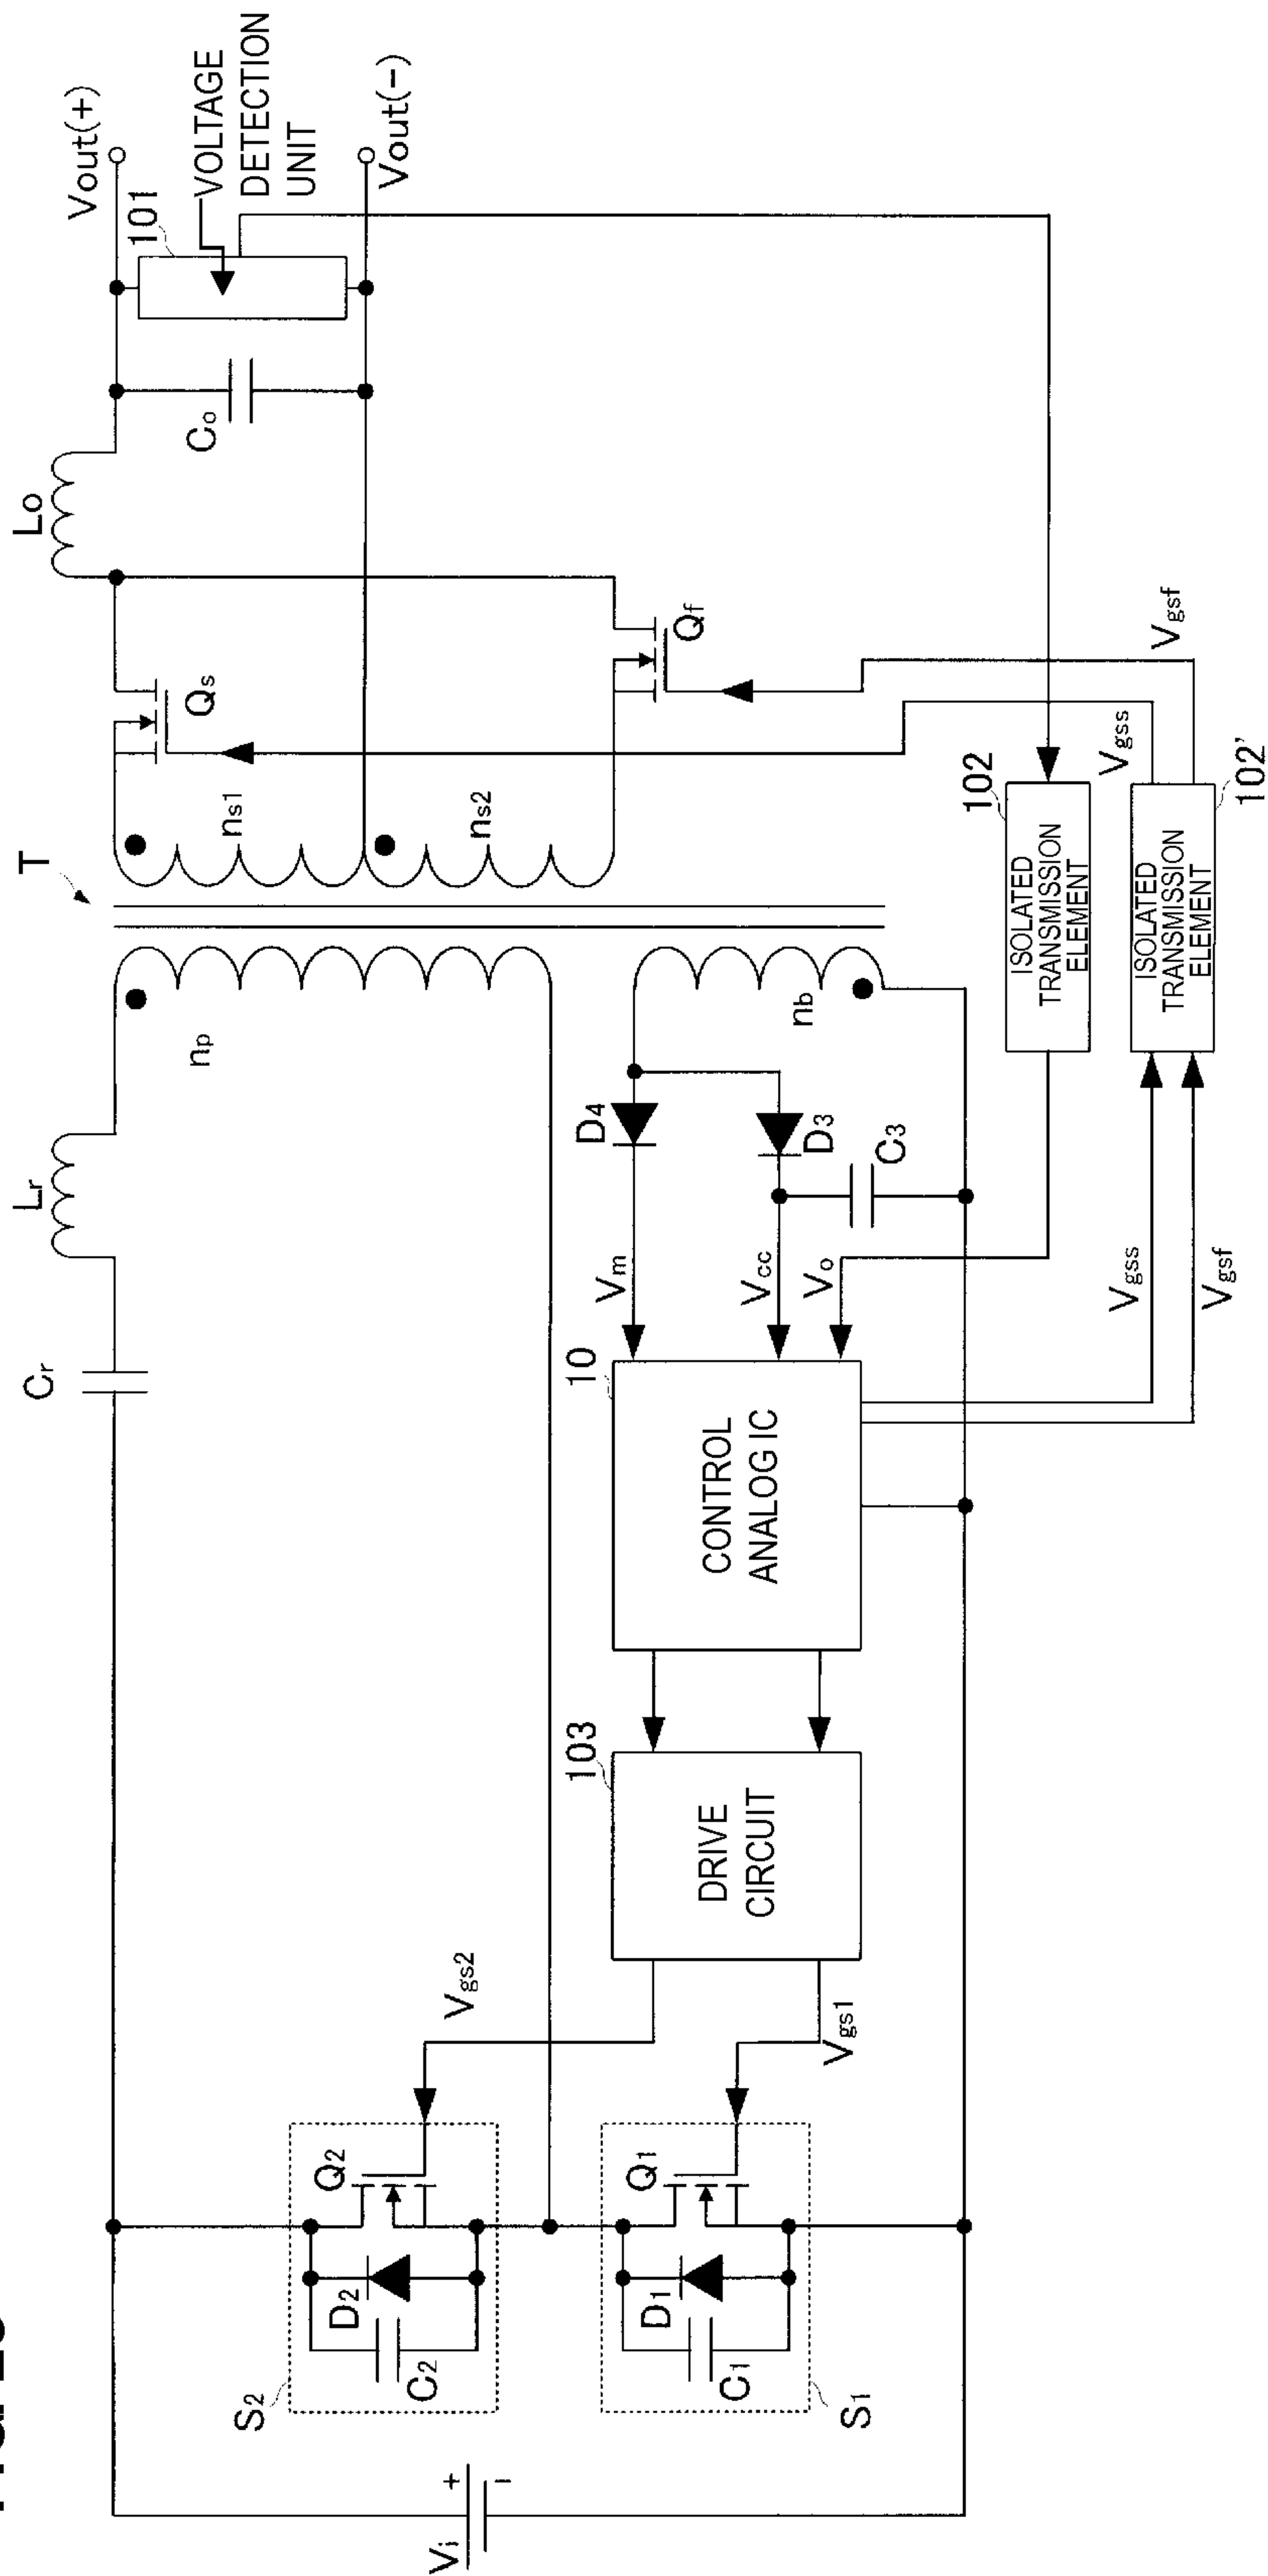 Vi
+
−
S2
Q2
D2
C2
Vgs2
S1
Q1
D1
C1
Vgs1
103
DRIVE
CIRCUIT
10
CONTROL
ANALOG IC
Cr
Lr
np
T
nb
D4
D3
C3
Vm
Vcc
Vo
Vgss
Vgsf
ns1
ns2
Qs
Qf
Lo
Co
101
VOLTAGE
DETECTION
UNIT
Vout(+)
Vout(-)
102
ISOLATED
TRANSMISSION
ELEMENT
102'
ISOLATED
TRANSMISSION
ELEMENT
Vgss
Vgsf